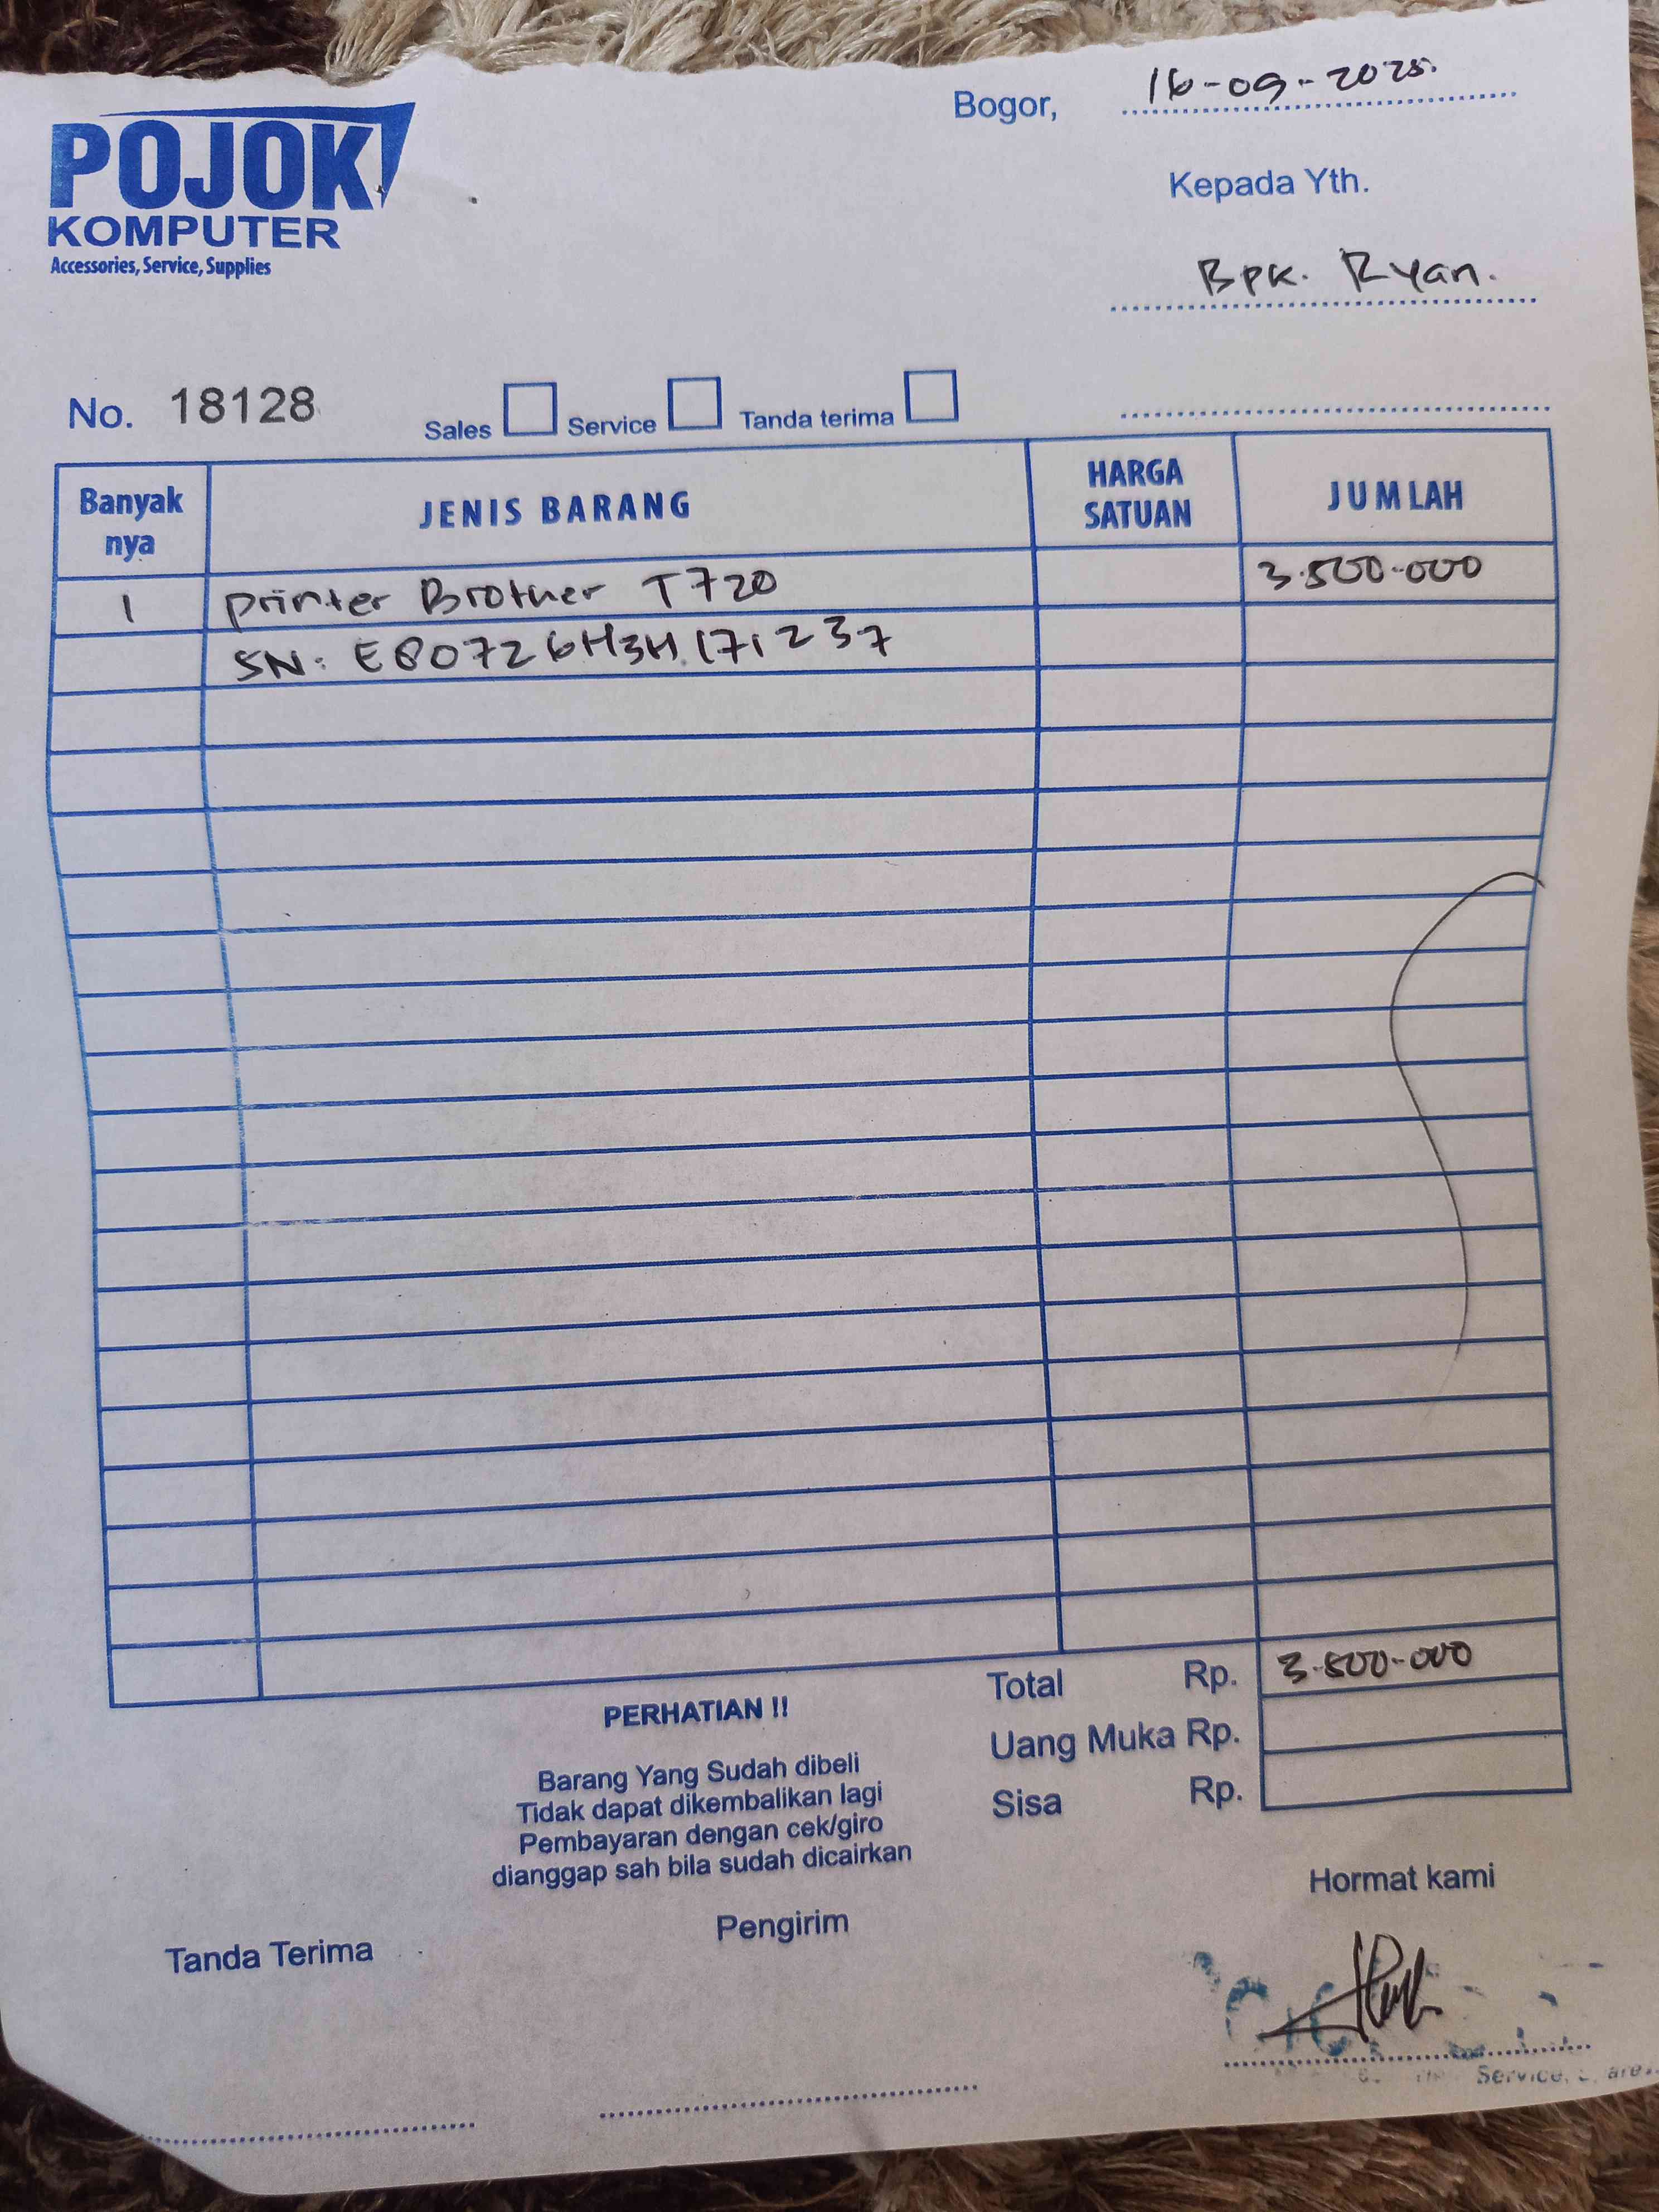 POJOK
KOMPUTER
Accessories, Service, Supplies
Bogor, 16-09-2025.
Kepada Yth.
Bpk. Ryan.
No. 18128
Sales Service Tanda terima
Banyak nya JENIS BARANG HARGA SATUAN JUMLAH
1 printer Brother T720 3.500.000
SN: E80726H3H171237
Total Rp. 3.500.000
Uang Muka Rp.
Sisa Rp.
PERHATIAN !!
Barang Yang Sudah dibeli
Tidak dapat dikembalikan lagi
Pembayaran dengan cek/giro
dianggap sah bila sudah dicairkan
Tanda Terima Pengirim Hormat kami
Service,